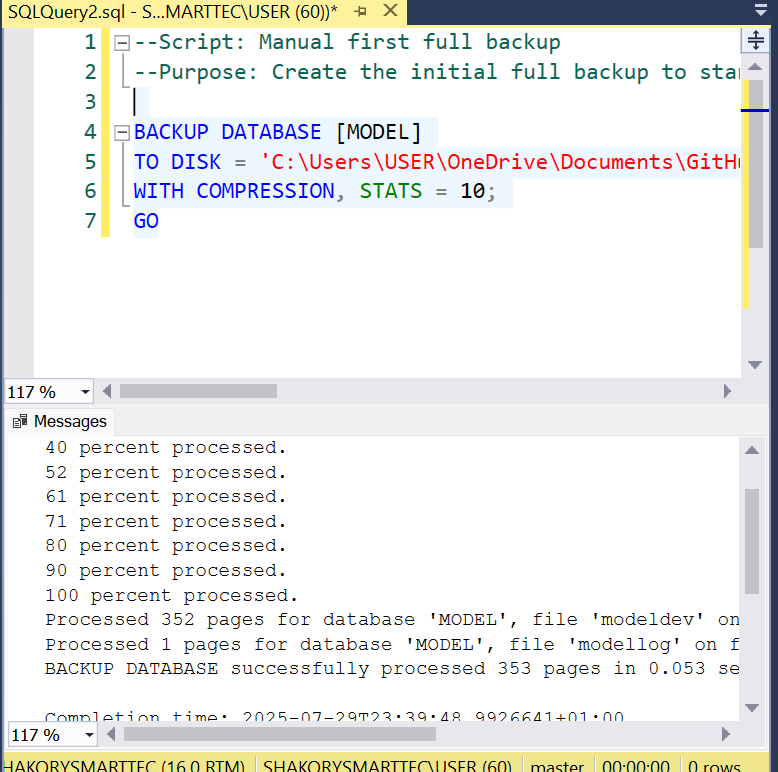 SQLQuery2.sql - S...MARTTEC\USER (60))*
1 --Script: Manual first full backup
2 --Purpose: Create the initial full backup to sta
3
4 BACKUP DATABASE [MODEL]
5 TO DISK = 'C:\Users\USER\OneDrive\Documents\GitHu
6 WITH COMPRESSION, STATS = 10;
7 GO
117 %
Messages
40 percent processed.
52 percent processed.
61 percent processed.
71 percent processed.
80 percent processed.
90 percent processed.
100 percent processed.
Processed 352 pages for database 'MODEL', file 'modeldev' on
Processed 1 pages for database 'MODEL', file 'modellog' on f
BACKUP DATABASE successfully processed 353 pages in 0.053 se
Completion time: 2025-07-29T23:39:48.9926641+01:00
117 %
HAKORYSMARTTEC (16.0 RTM) SHAKORYSMARTTEC\USER (60) master 00:00:00 0 rows